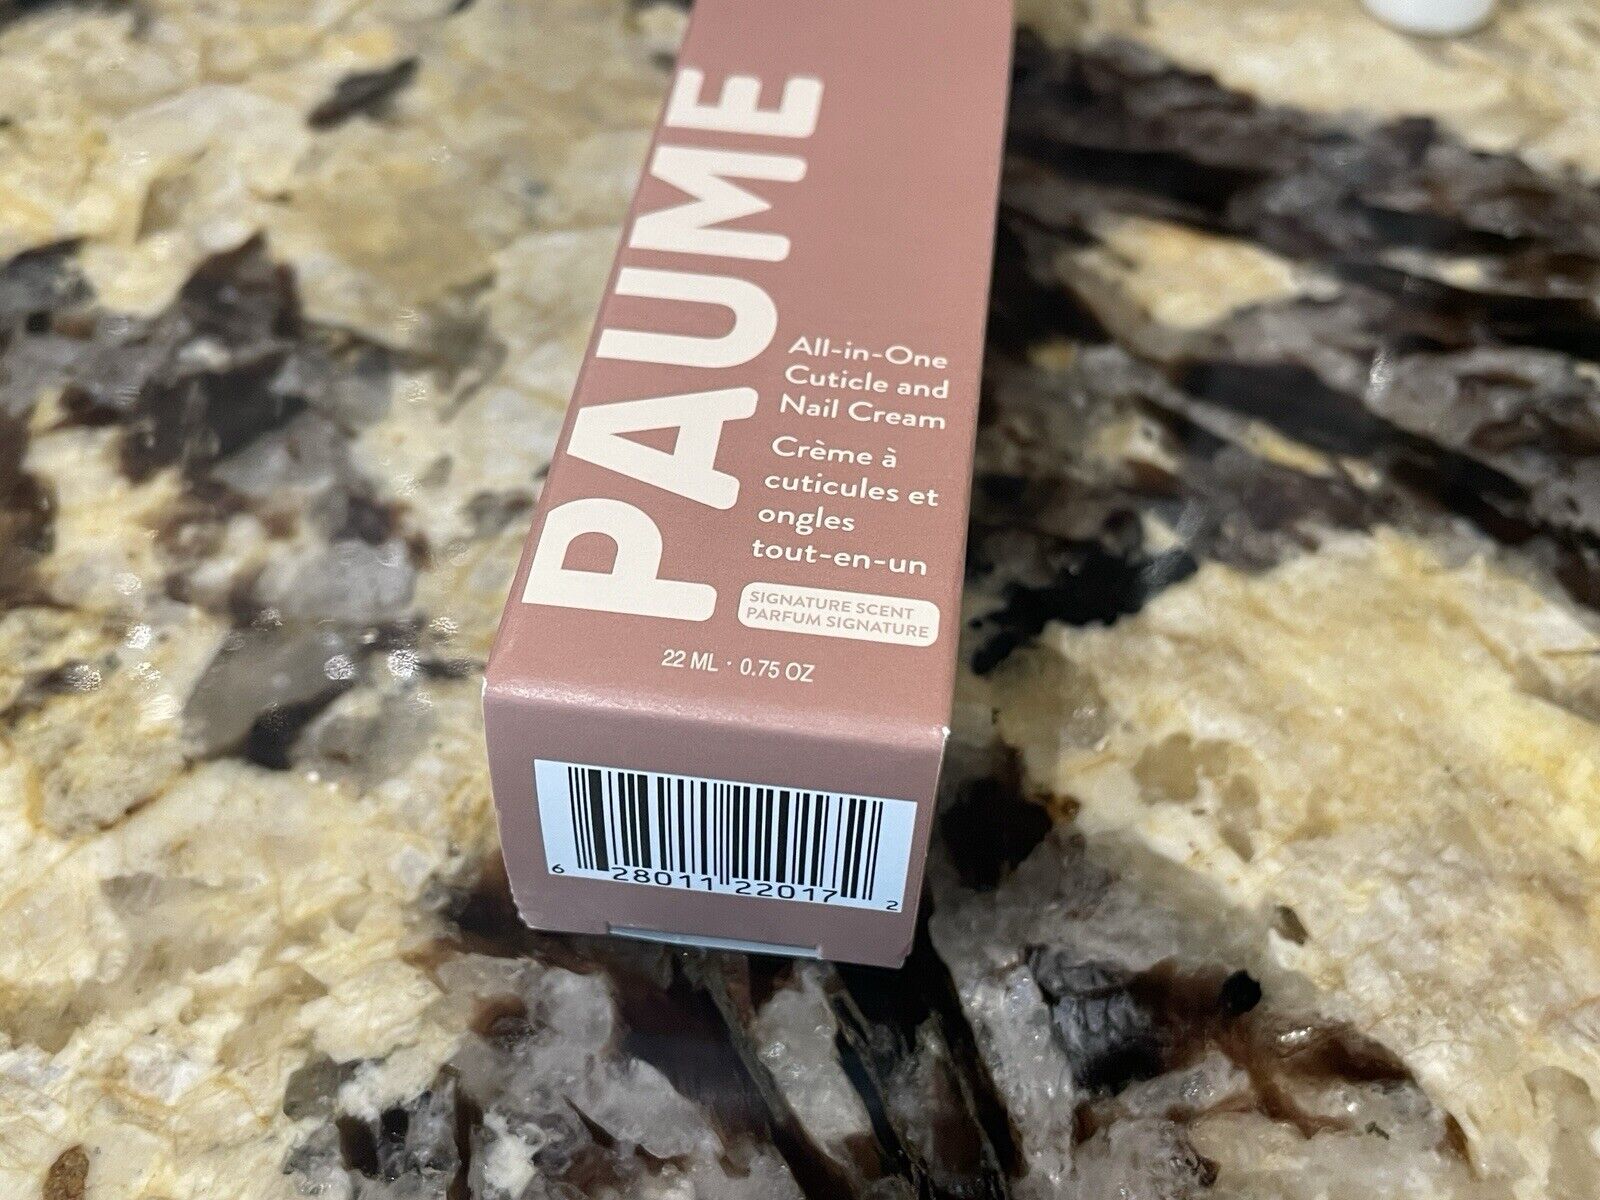 PAUME
All-in-One
Cuticle and
Nail Cream
Crème à
cuticules et
ongles
tout-en-un
SIGNATURE SCENT
PARFUM SIGNATURE
22 ML · 0.75 OZ
6 28011 22017 2